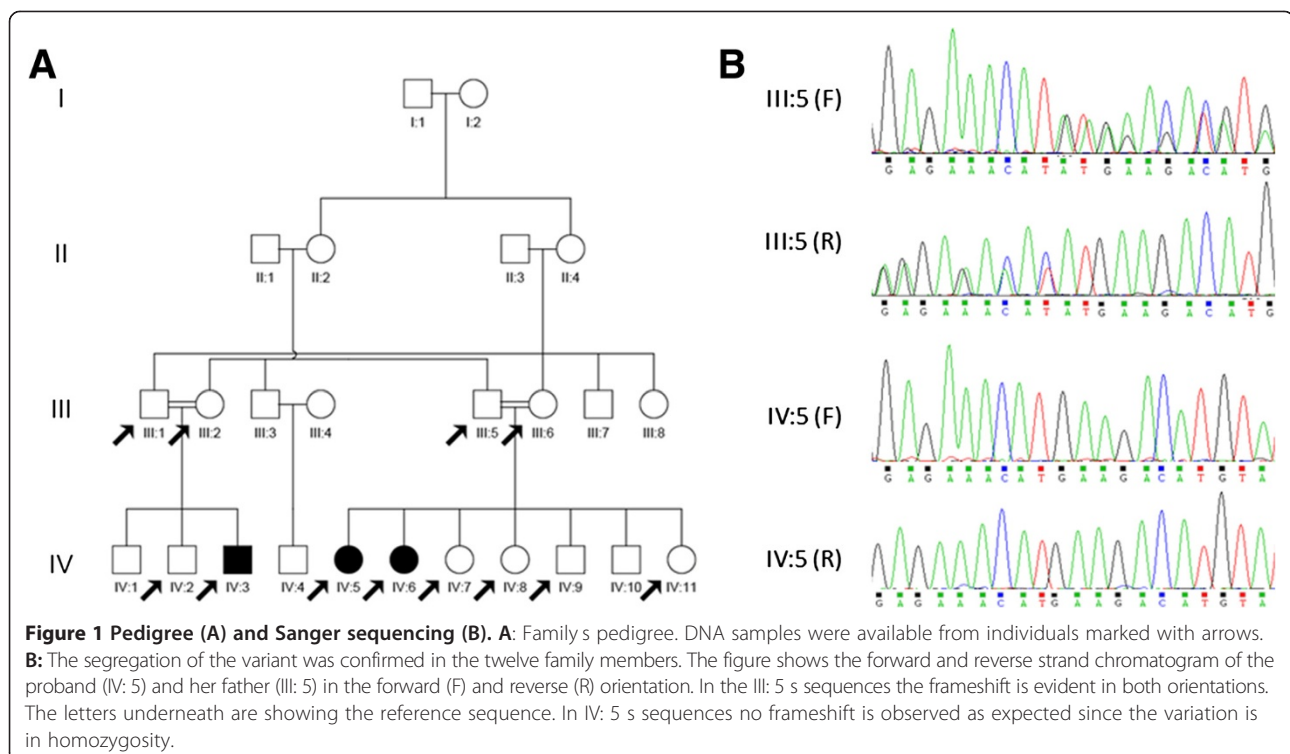 A
B
I
I:1 I:2
II
II:1 II:2 II:3 II:4
III
III:1 III:2 III:3 III:4 III:5 III:6 III:7 III:8
IV
IV:1 IV:2 IV:3 IV:4 IV:5 IV:6 IV:7 IV:8 IV:9 IV:10 IV:11
III:5 (F)
G A G A A A C A T A T G A A G A C A T G
III:5 (R)
G A G A A A C A T A T G A A G A C A T G
IV:5 (F)
G A G A A A C A T G A A G A C A T G T A
IV:5 (R)
G A G A A A C A T G A A G A C A T G T A
Figure 1 Pedigree (A) and Sanger sequencing (B). A: Family s pedigree. DNA samples were available from individuals marked with arrows.
B: The segregation of the variant was confirmed in the twelve family members. The figure shows the forward and reverse strand chromatogram of the
proband (IV: 5) and her father (III: 5) in the forward (F) and reverse (R) orientation. In the III: 5 s sequences the frameshift is evident in both orientations.
The letters underneath are showing the reference sequence. In IV: 5 s sequences no frameshift is observed as expected since the variation is
in homozygosity.